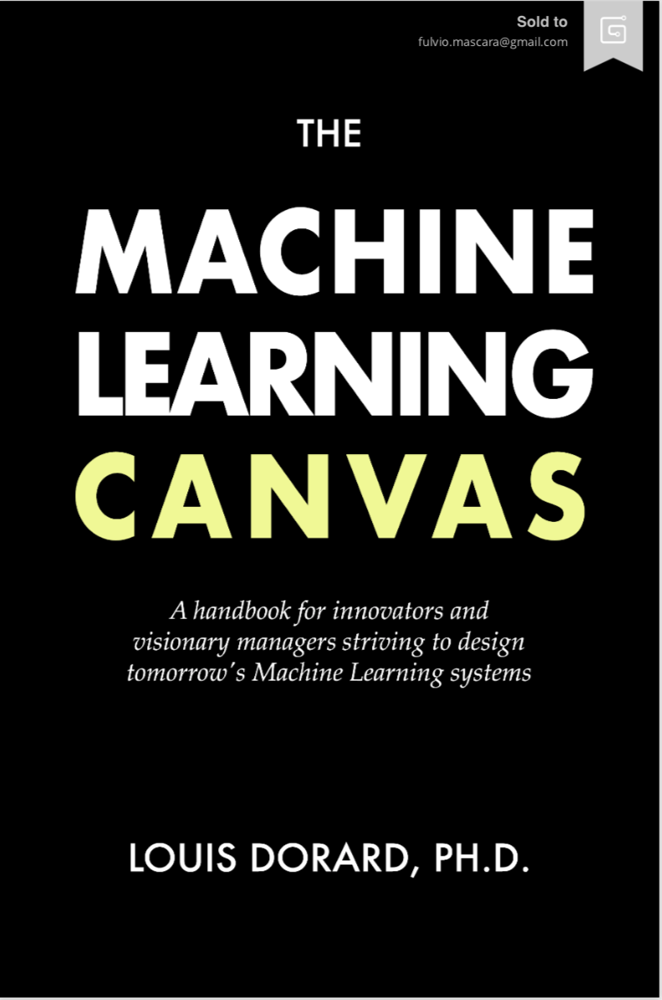 Sold to
fulvio.mascara@gmail.com
THE
MACHINE
LEARNING
CANVAS
A handbook for innovators and
visionary managers striving to design
tomorrow's Machine Learning systems
LOUIS DORARD, PH.D.